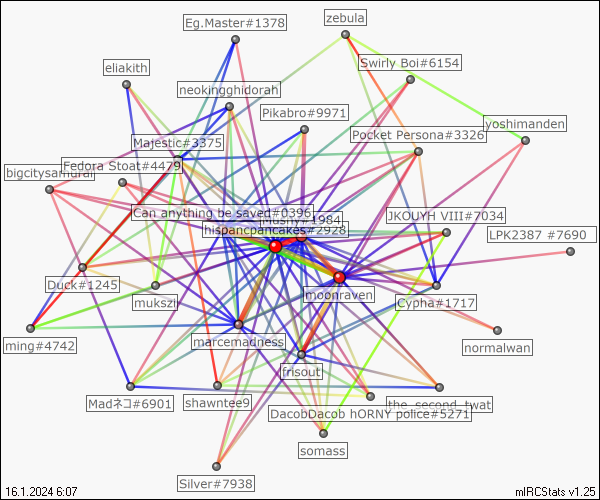 zebula
Eg.Master#1378
Swirly Boi#6154
eliakith
neokingghidorah
Pikabro#9971
yoshimanden
Pocket Persona#3326
Majestic#3375
Fedora Stoat#4479
bigcitysamurai
Can anything be saved#0396
JKOUYH VIII#7034
Mushy#1984
hispancpancakes#2928
LPK2387 #7690
Duck#1245
moonraven
mukszii
Cypha#1717
ming#4742
marcemadness
normalwan
frisout
Madネコ#6901
shawntee9
the_second_twat
DacobDacob hORNY police#5271
somass
Silver#7938
16.1.2024 6:07
mIRCStats v1.25